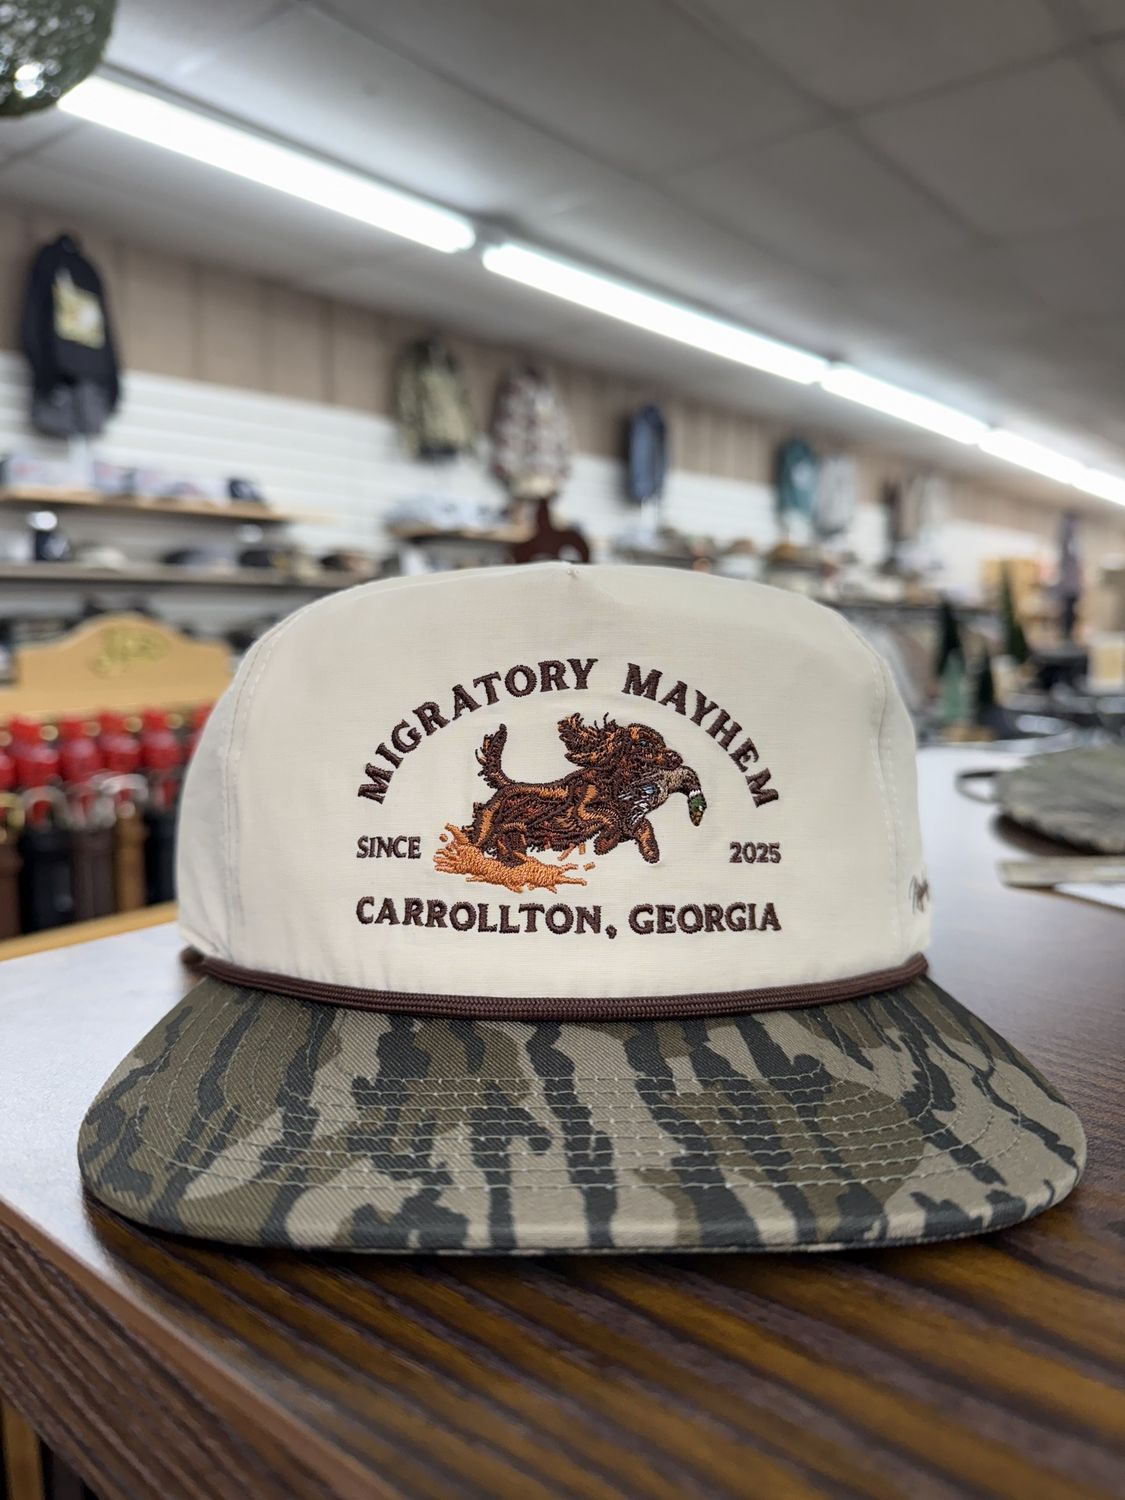 MIGRATORY MAYHEM
SINCE 2025
CARROLLTON, GEORGIA